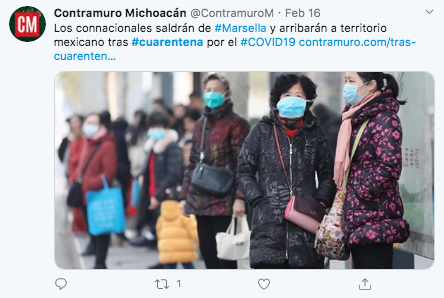 CM
Contramuro Michoacán @ContramuroM · Feb 16
Los connacionales saldrán de #Marsella y arribarán a territorio
mexicano tras #cuarentena por el #COVID19 contramuro.com/tras-
cuarenten...
1